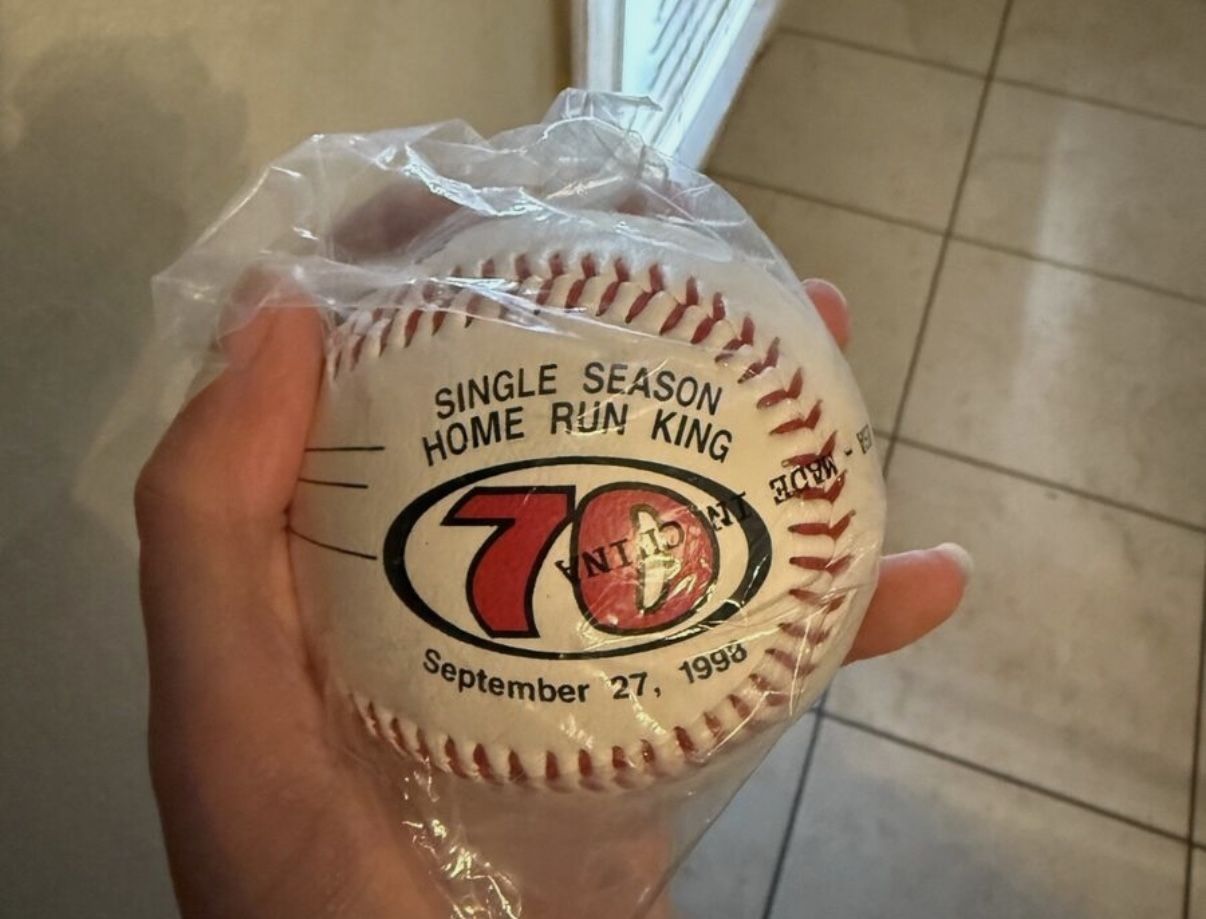 SINGLE SEASON
HOME RUN KING
70
September 27, 1998
MADE IN CHINA